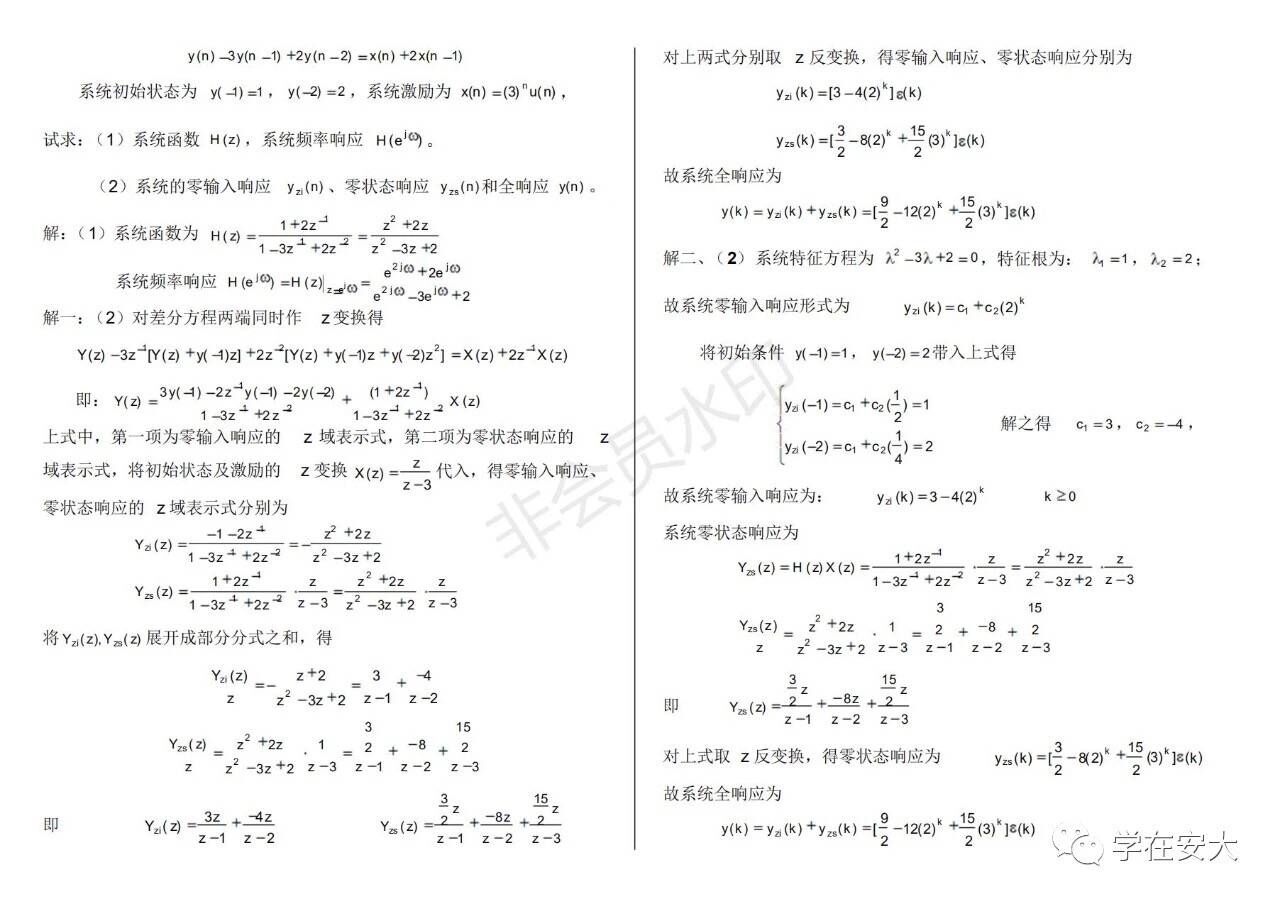 y(n) −3y(n −1) +2y(n −2) = x(n) +2x(n −1)
系统初始状态为 y(−1) =1， y(−2) = 2，系统激励为 x(n) = (3)^n u(n)，
试求：（1）系统函数 H(z)，系统频率响应 H(e^{jω})。
（2）系统的零输入响应 y_{zi}(n)、零状态响应 y_{zs}(n)和全响应 y(n)。
解：（1）系统函数为 H(z) = \frac{1+2z^{-1}}{1−3z^{-1}+2z^{-2}} = \frac{z^2+2z}{z^2−3z+2}
系统频率响应 H(e^{jω}) = H(z)|_{z=e^{jω}} = \frac{e^{2jω}+2e^{jω}}{e^{2jω}−3e^{jω}+2}
解一：（2）对差分方程两端同时作 z变换得
Y(z) −3z^{-1}[Y(z) + y(−1)z] +2z^{-2}[Y(z) + y(−1)z + y(−2)z^2] = X(z) +2z^{-1}X(z)
即： Y(z) = \frac{3y(−1) −2z^{-1}y(−1) −2y(−2)}{1−3z^{-1}+2z^{-2}} + \frac{(1+2z^{-1})}{1−3z^{-1}+2z^{-2}} X(z)
上式中，第一项为零输入响应的 z 域表示式，第二项为零状态响应的 z
域表示式，将初始状态及激励的 z 变换 X(z) = \frac{z}{z−3} 代入，得零输入响应、
零状态响应的 z域表示式分别为
Y_{zi}(z) = \frac{−1−2z^{-1}}{1−3z^{-1}+2z^{-2}} = −\frac{z^2+2z}{z^2−3z+2}
Y_{zs}(z) = \frac{1+2z^{-1}}{1−3z^{-1}+2z^{-2}} · \frac{z}{z−3} = \frac{z^2+2z}{z^2−3z+2} · \frac{z}{z−3}
将 Y_{zi}(z), Y_{zs}(z) 展开成部分分式之和，得
\frac{Y_{zi}(z)}{z} = −\frac{z+2}{z^2−3z+2} = \frac{3}{z−1} + \frac{−4}{z−2}
\frac{Y_{zs}(z)}{z} = \frac{z^2+2z}{z^2−3z+2} · \frac{1}{z−3} = \frac{\frac{3}{2}}{z−1} + \frac{−8}{z−2} + \frac{\frac{15}{2}}{z−3}
即 Y_{zi}(z) = \frac{3z}{z−1} + \frac{−4z}{z−2} Y_{zs}(z) = \frac{\frac{3}{2}z}{z−1} + \frac{−8z}{z−2} + \frac{\frac{15}{2}z}{z−3}
对上两式分别取 z 反变换，得零输入响应、零状态响应分别为
y_{zi}(k) = [3−4(2)^k]ε(k)
y_{zs}(k) = [\frac{3}{2}−8(2)^k + \frac{15}{2}(3)^k]ε(k)
故系统全响应为
y(k) = y_{zi}(k) + y_{zs}(k) = [\frac{9}{2}−12(2)^k + \frac{15}{2}(3)^k]ε(k)
解二、（2）系统特征方程为 λ^2−3λ+2=0，特征根为： λ_1=1， λ_2=2；
故系统零输入响应形式为 y_{zi}(k) = c_1 + c_2(2)^k
将初始条件 y(−1) =1， y(−2) = 2带入上式得
y_{zi}(−1) = c_1 + c_2(\frac{1}{2}) = 1
解之得 c_1 = 3， c_2 = −4，
y_{zi}(−2) = c_1 + c_2(\frac{1}{4}) = 2
故系统零输入响应为： y_{zi}(k) = 3−4(2)^k k ≥0
系统零状态响应为
Y_{zs}(z) = H(z)X(z) = \frac{1+2z^{-1}}{1−3z^{-1}+2z^{-2}} · \frac{z}{z−3} = \frac{z^2+2z}{z^2−3z+2} · \frac{z}{z−3}
\frac{Y_{zs}(z)}{z} = \frac{z^2+2z}{z^2−3z+2} · \frac{1}{z−3} = \frac{\frac{3}{2}}{z−1} + \frac{−8}{z−2} + \frac{\frac{15}{2}}{z−3}
即 Y_{zs}(z) = \frac{\frac{3}{2}z}{z−1} + \frac{−8z}{z−2} + \frac{\frac{15}{2}z}{z−3}
对上式取 z 反变换，得零状态响应为 y_{zs}(k) = [\frac{3}{2}−8(2)^k + \frac{15}{2}(3)^k]ε(k)
故系统全响应为
y(k) = y_{zi}(k) + y_{zs}(k) = [\frac{9}{2}−12(2)^k + \frac{15}{2}(3)^k]ε(k)
非会员水印
学在安大